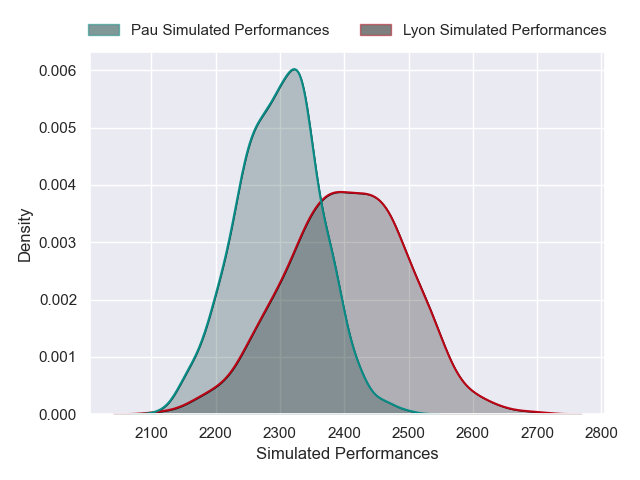 Pau Simulated Performances Lyon Simulated Performances
0.006
0.005
0.004
0.003
0.002
0.001
0.000
Density
2100 2200 2300 2400 2500 2600 2700 2800
Simulated Performances